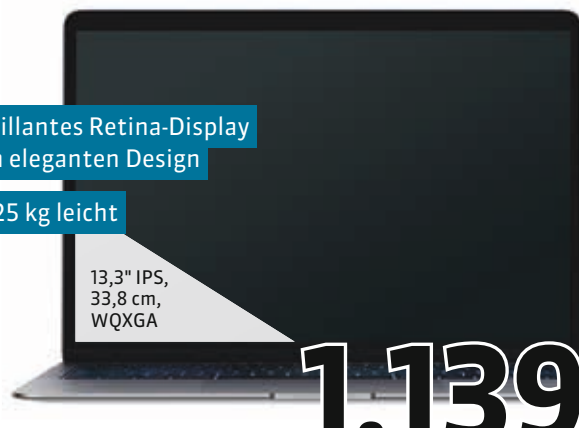 illantes Retina-Display
eleganten Design
25 kg leicht
13,3" IPS,
33,8 cm,
WQXGA
1.139